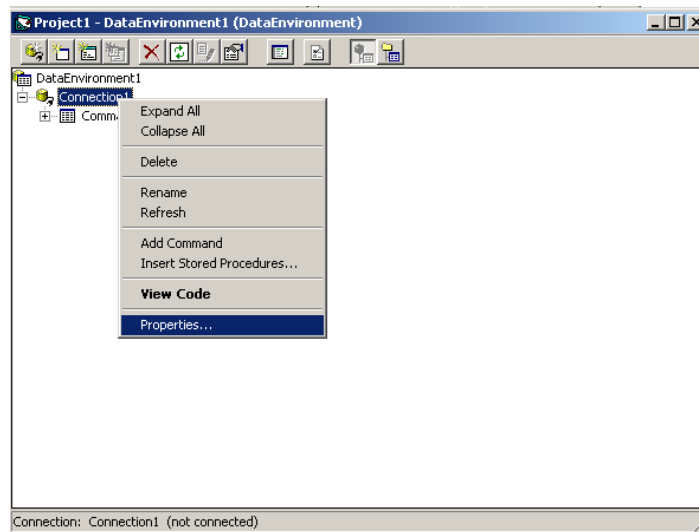 Project1 - DataEnvironment1 (DataEnvironment)
DataEnvironment1
Connection1
Comma
Expand All
Collapse All
Delete
Rename
Refresh
Add Command
Insert Stored Procedures...
View Code
Properties...
Connection: Connection1 (not connected)